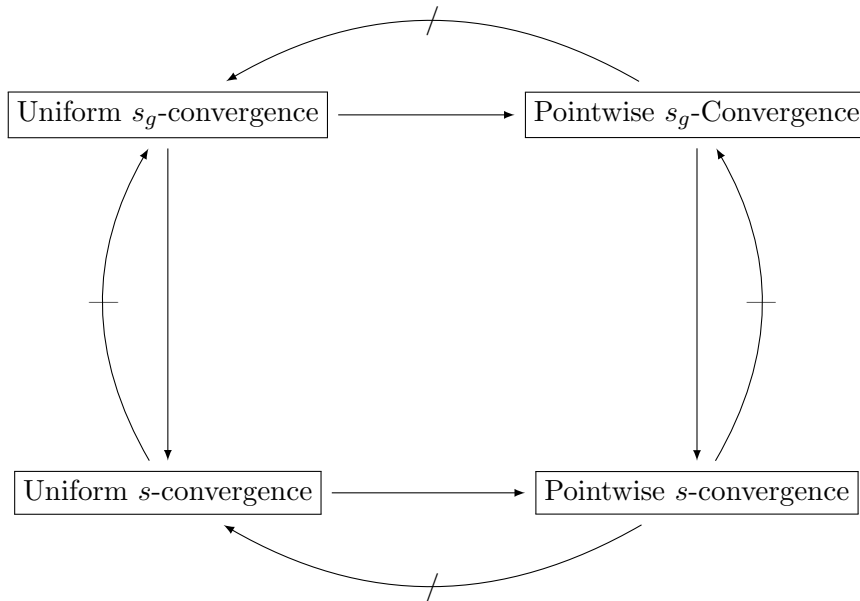 Uniform $s_g$-convergence
Pointwise $s_g$-Convergence
Uniform $s$-convergence
Pointwise $s$-convergence